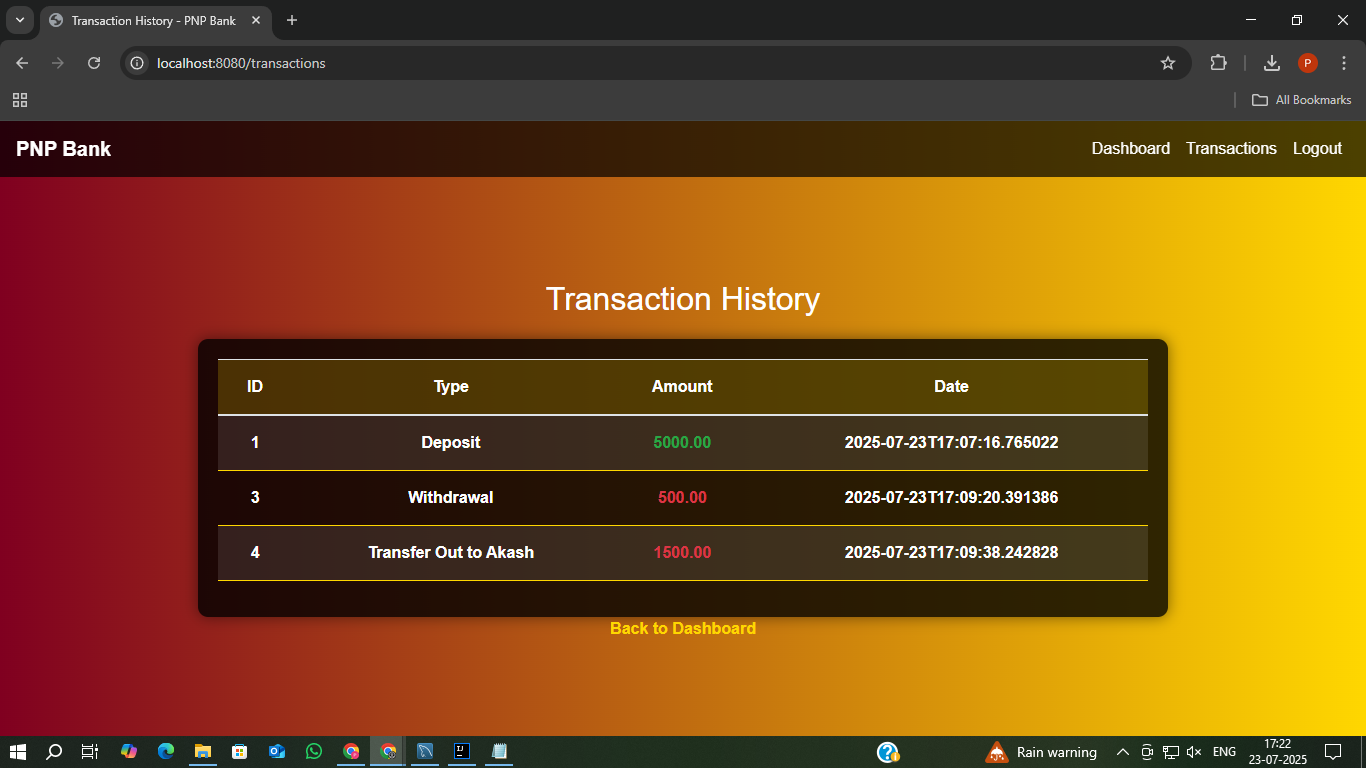 Transaction History - PNP Bank
localhost:8080/transactions
P
All Bookmarks
PNP Bank
Dashboard Transactions Logout
Transaction History
ID Type Amount Date
1 Deposit 5000.00 2025-07-23T17:07:16.765022
3 Withdrawal 500.00 2025-07-23T17:09:20.391386
4 Transfer Out to Akash 1500.00 2025-07-23T17:09:38.242828
Back to Dashboard
Rain warning
ENG
17:22
23-07-2025